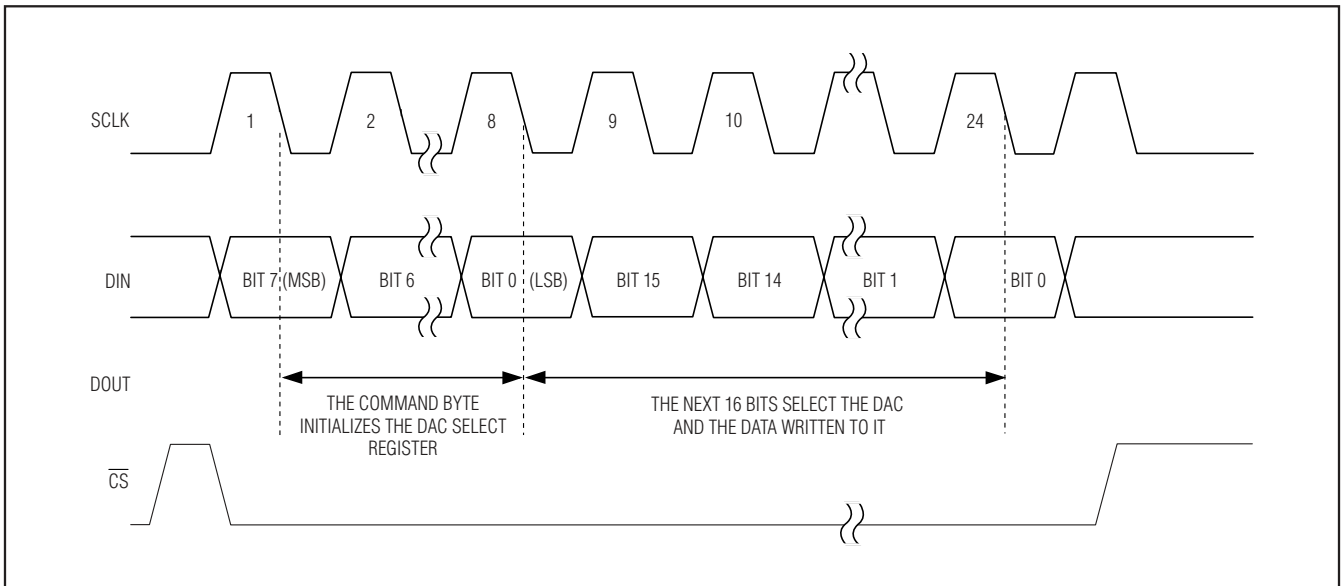 SCLK 1 2 8 9 10 24
DIN BIT 7 (MSB) BIT 6 BIT 0 (LSB) BIT 15 BIT 14 BIT 1 BIT 0
DOUT
THE COMMAND BYTE
INITIALIZES THE DAC SELECT
REGISTER
THE NEXT 16 BITS SELECT THE DAC
AND THE DATA WRITTEN TO IT
CS